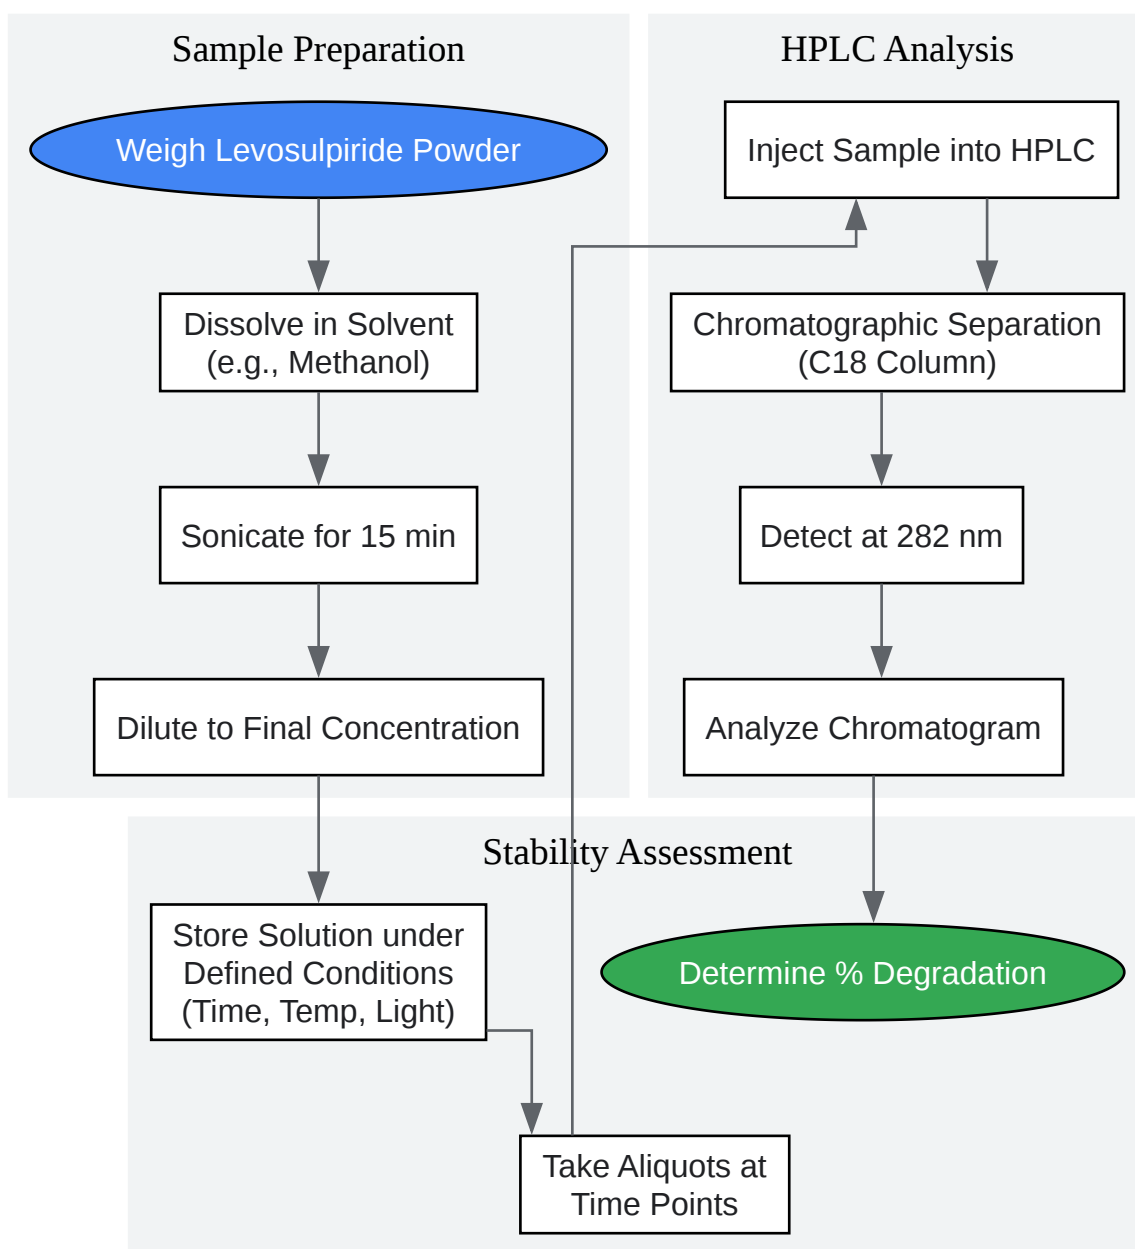 Sample Preparation
Weigh Levosulpiride Powder
Dissolve in Solvent
(e.g., Methanol)
Sonicate for 15 min
Dilute to Final Concentration
HPLC Analysis
Inject Sample into HPLC
Chromatographic Separation
(C18 Column)
Detect at 282 nm
Analyze Chromatogram
Stability Assessment
Store Solution under
Defined Conditions
(Time, Temp, Light)
Take Aliquots at
Time Points
Determine % Degradation